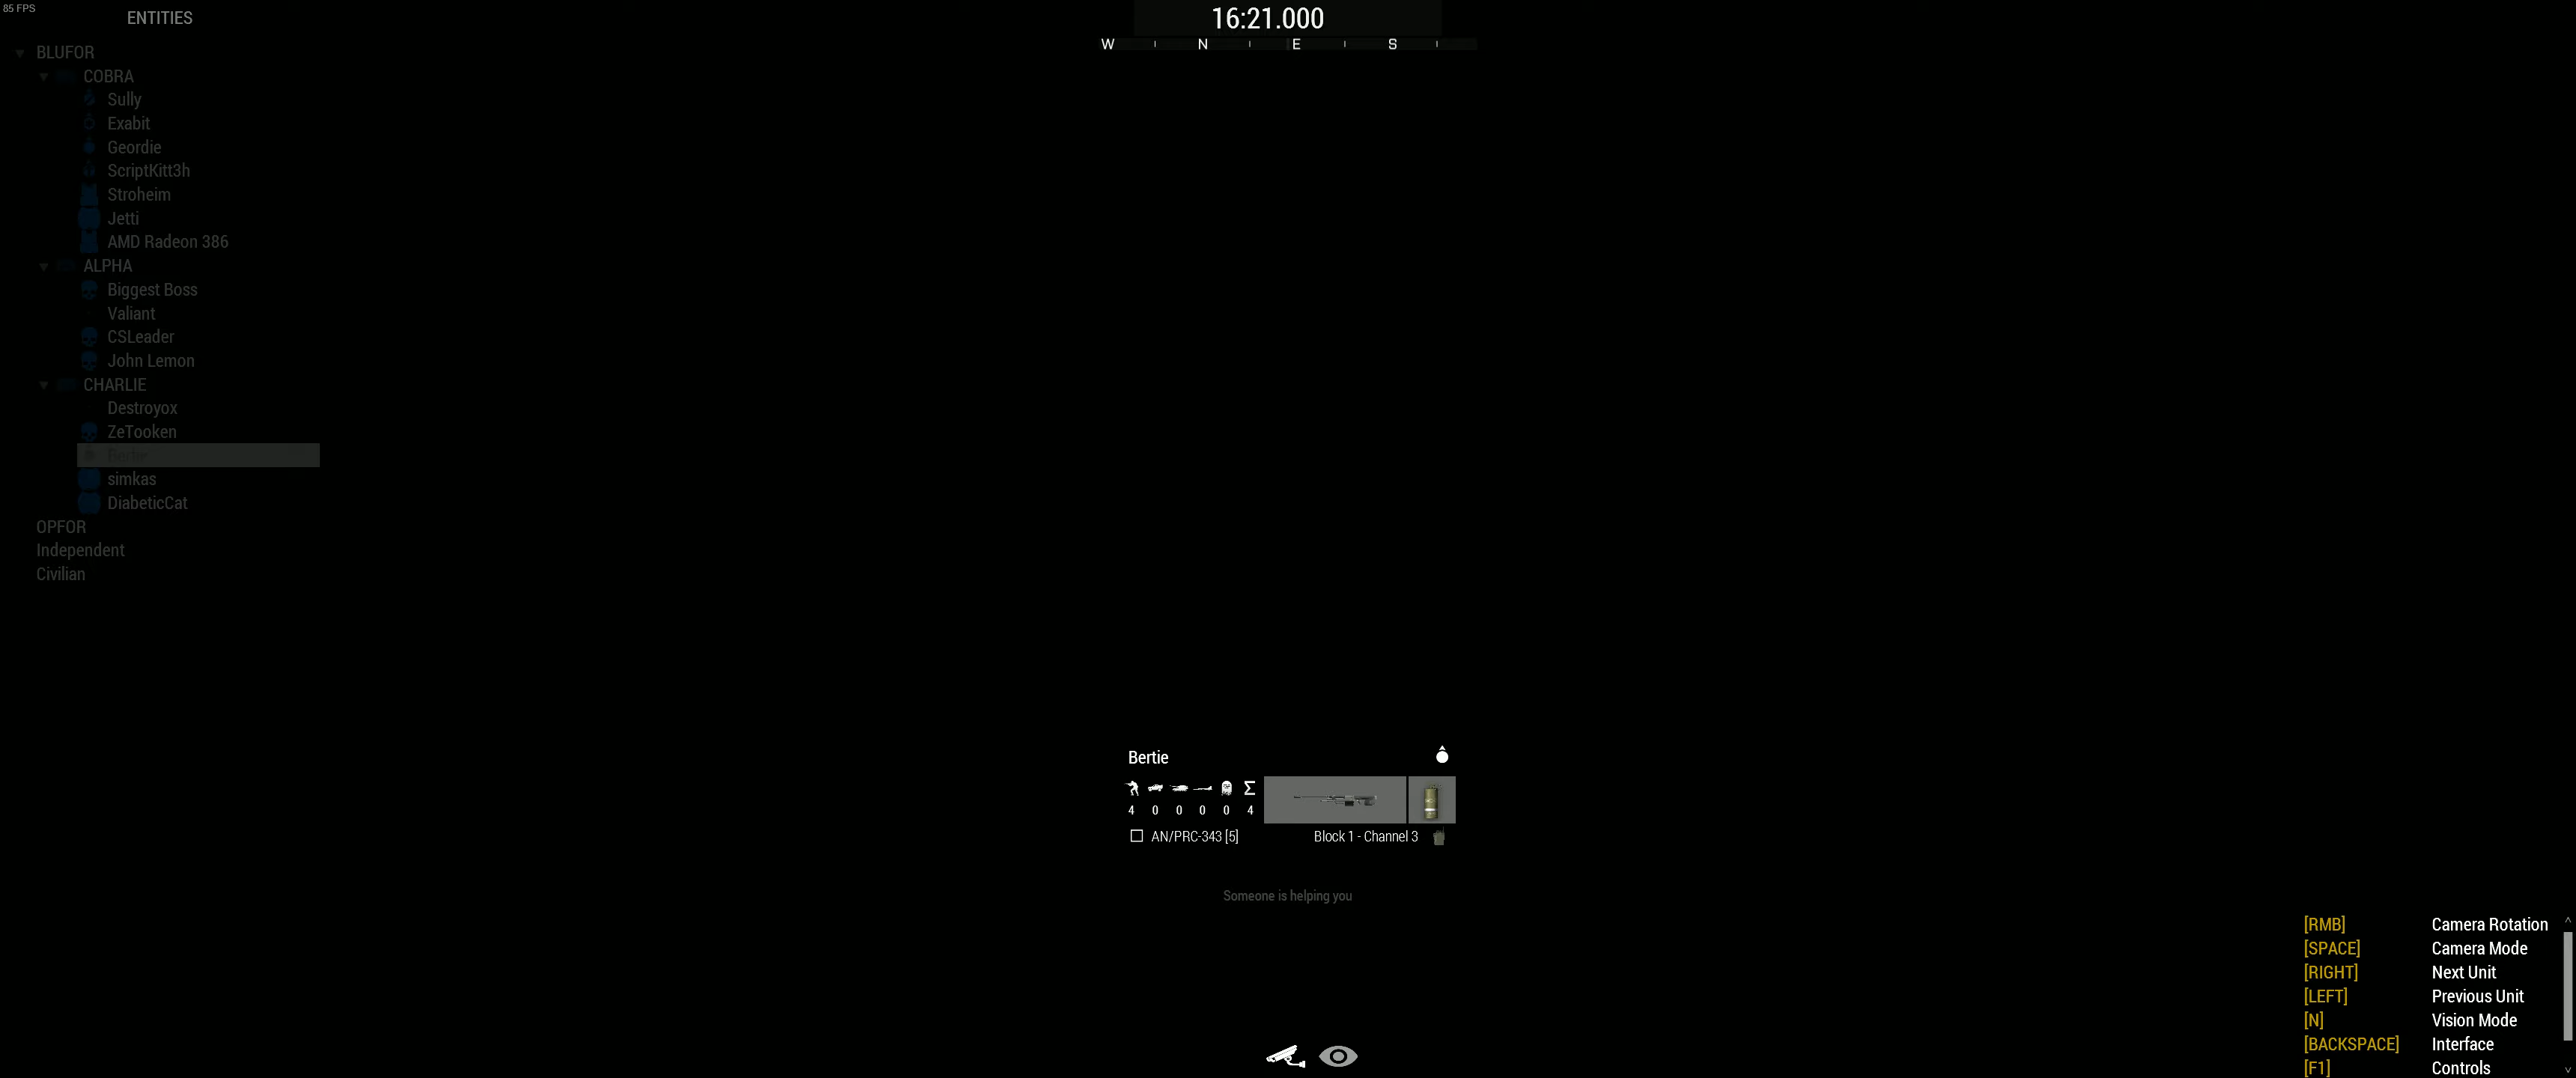 85 FPS
ENTITIES
16:21.000
W N E S
BLUFOR
COBRA
Sully
Exabit
Geordie
ScriptKitt3h
Stroheim
Jetti
AMD Radeon 386
ALPHA
Biggest Boss
Valiant
CSLeader
John Lemon
CHARLIE
Destroyox
ZeTooken
Bertie
simkas
DiabeticCat
OPFOR
Independent
Civilian
Bertie
Σ
4 0 0 0 0 4
AN/PRC-343 [5] Block 1 - Channel 3
Someone is helping you
[RMB] Camera Rotation
[SPACE] Camera Mode
[RIGHT] Next Unit
[LEFT] Previous Unit
[N] Vision Mode
[BACKSPACE] Interface
[F1] Controls